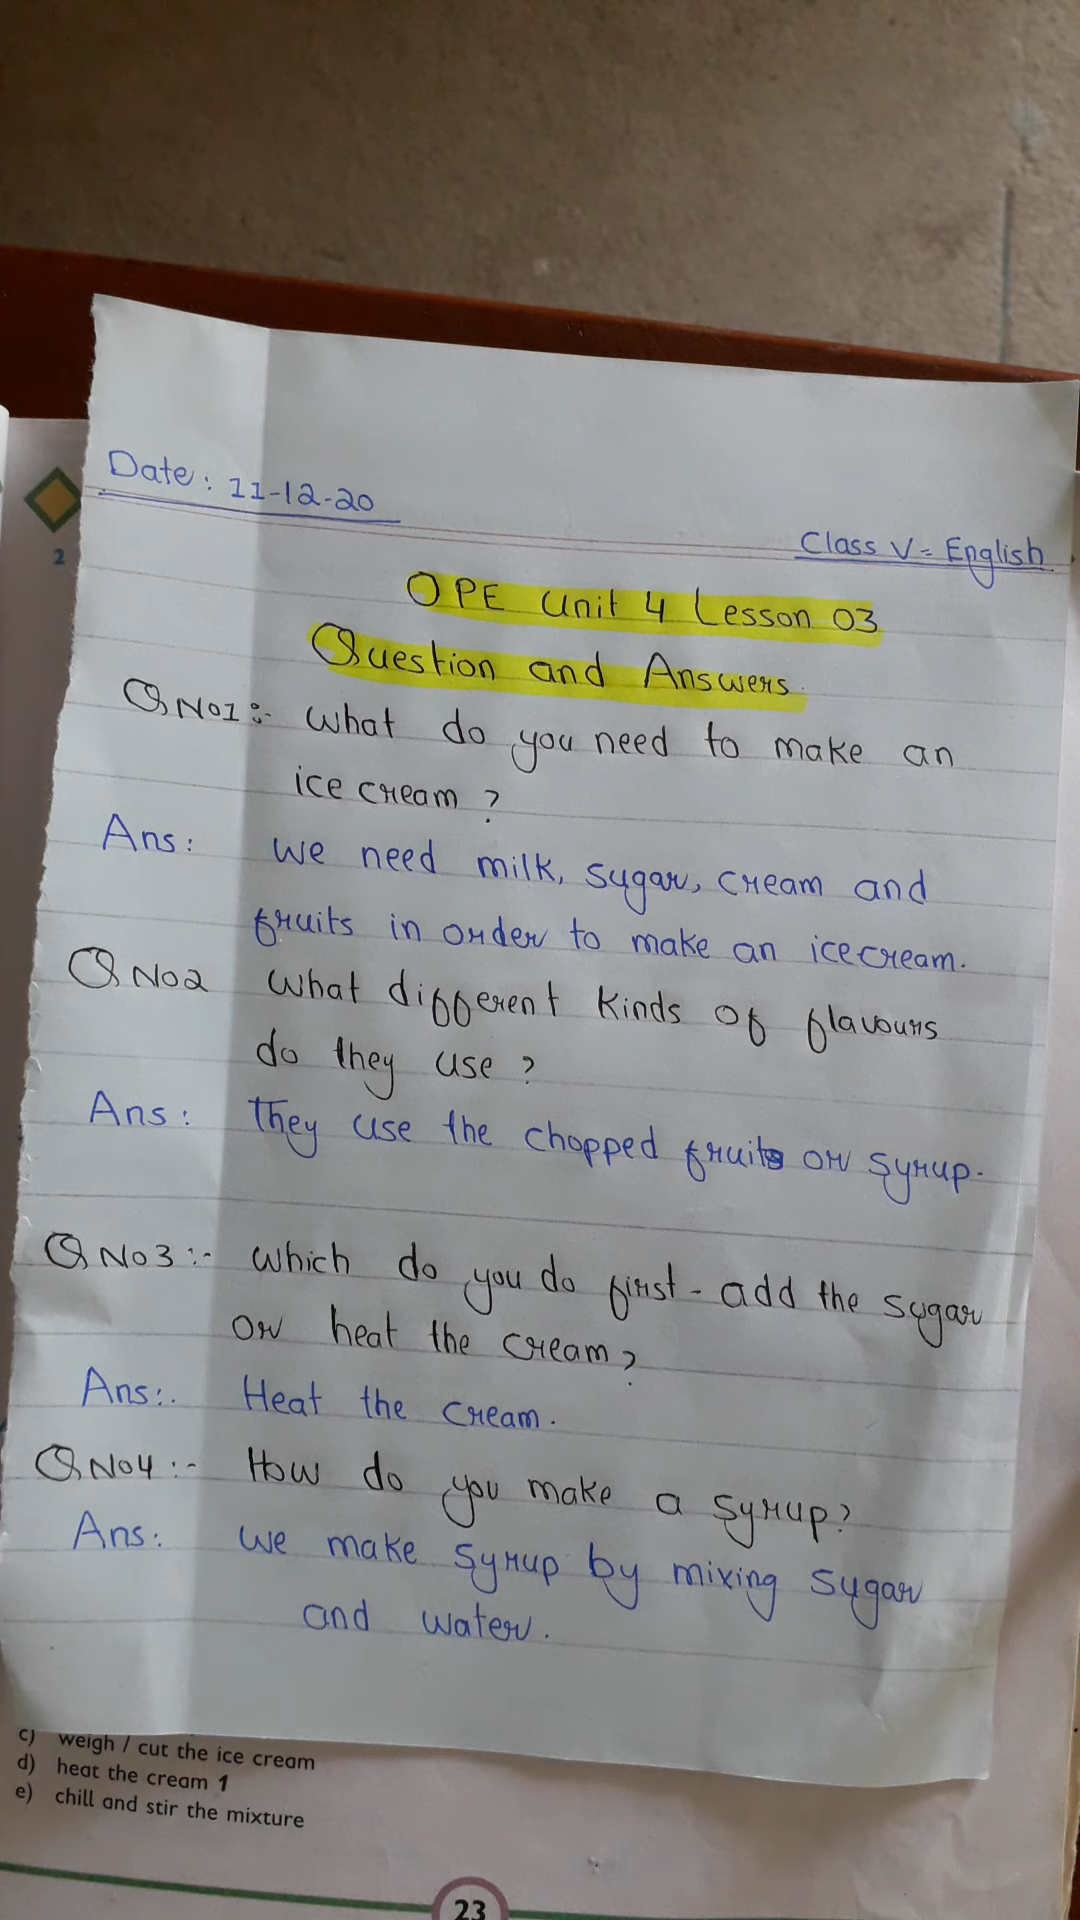 Date: 11-12-20
Class V = English
OPE Unit 4 Lesson 03
Question and Answers.
Q No1:- What do you need to make an
ice cream?
Ans: We need milk, sugar, cream and
fruits in order to make an icecream.
Q No2 What different kinds of flavours
do they use?
Ans: They use the chopped fruits or syrup.
Q No3:- Which do you do first - add the sugar
or heat the cream?
Ans:. Heat the cream.
Q No4:- How do you make a syrup?
Ans: We make syrup by mixing sugar
and water.
2
c) weigh / cut the ice cream
d) heat the cream 1
e) chill and stir the mixture
23